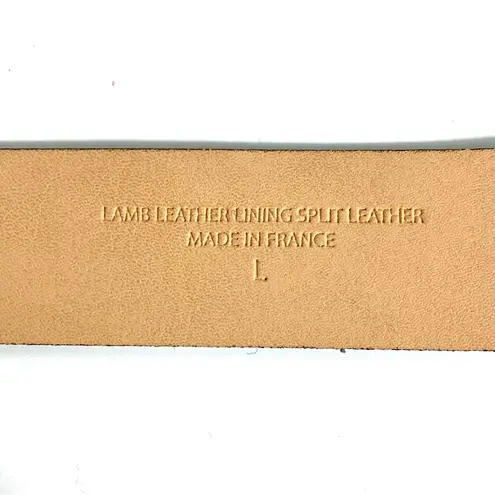 LAMB LEATHER LINING SPLIT LEATHER
MADE IN FRANCE
L